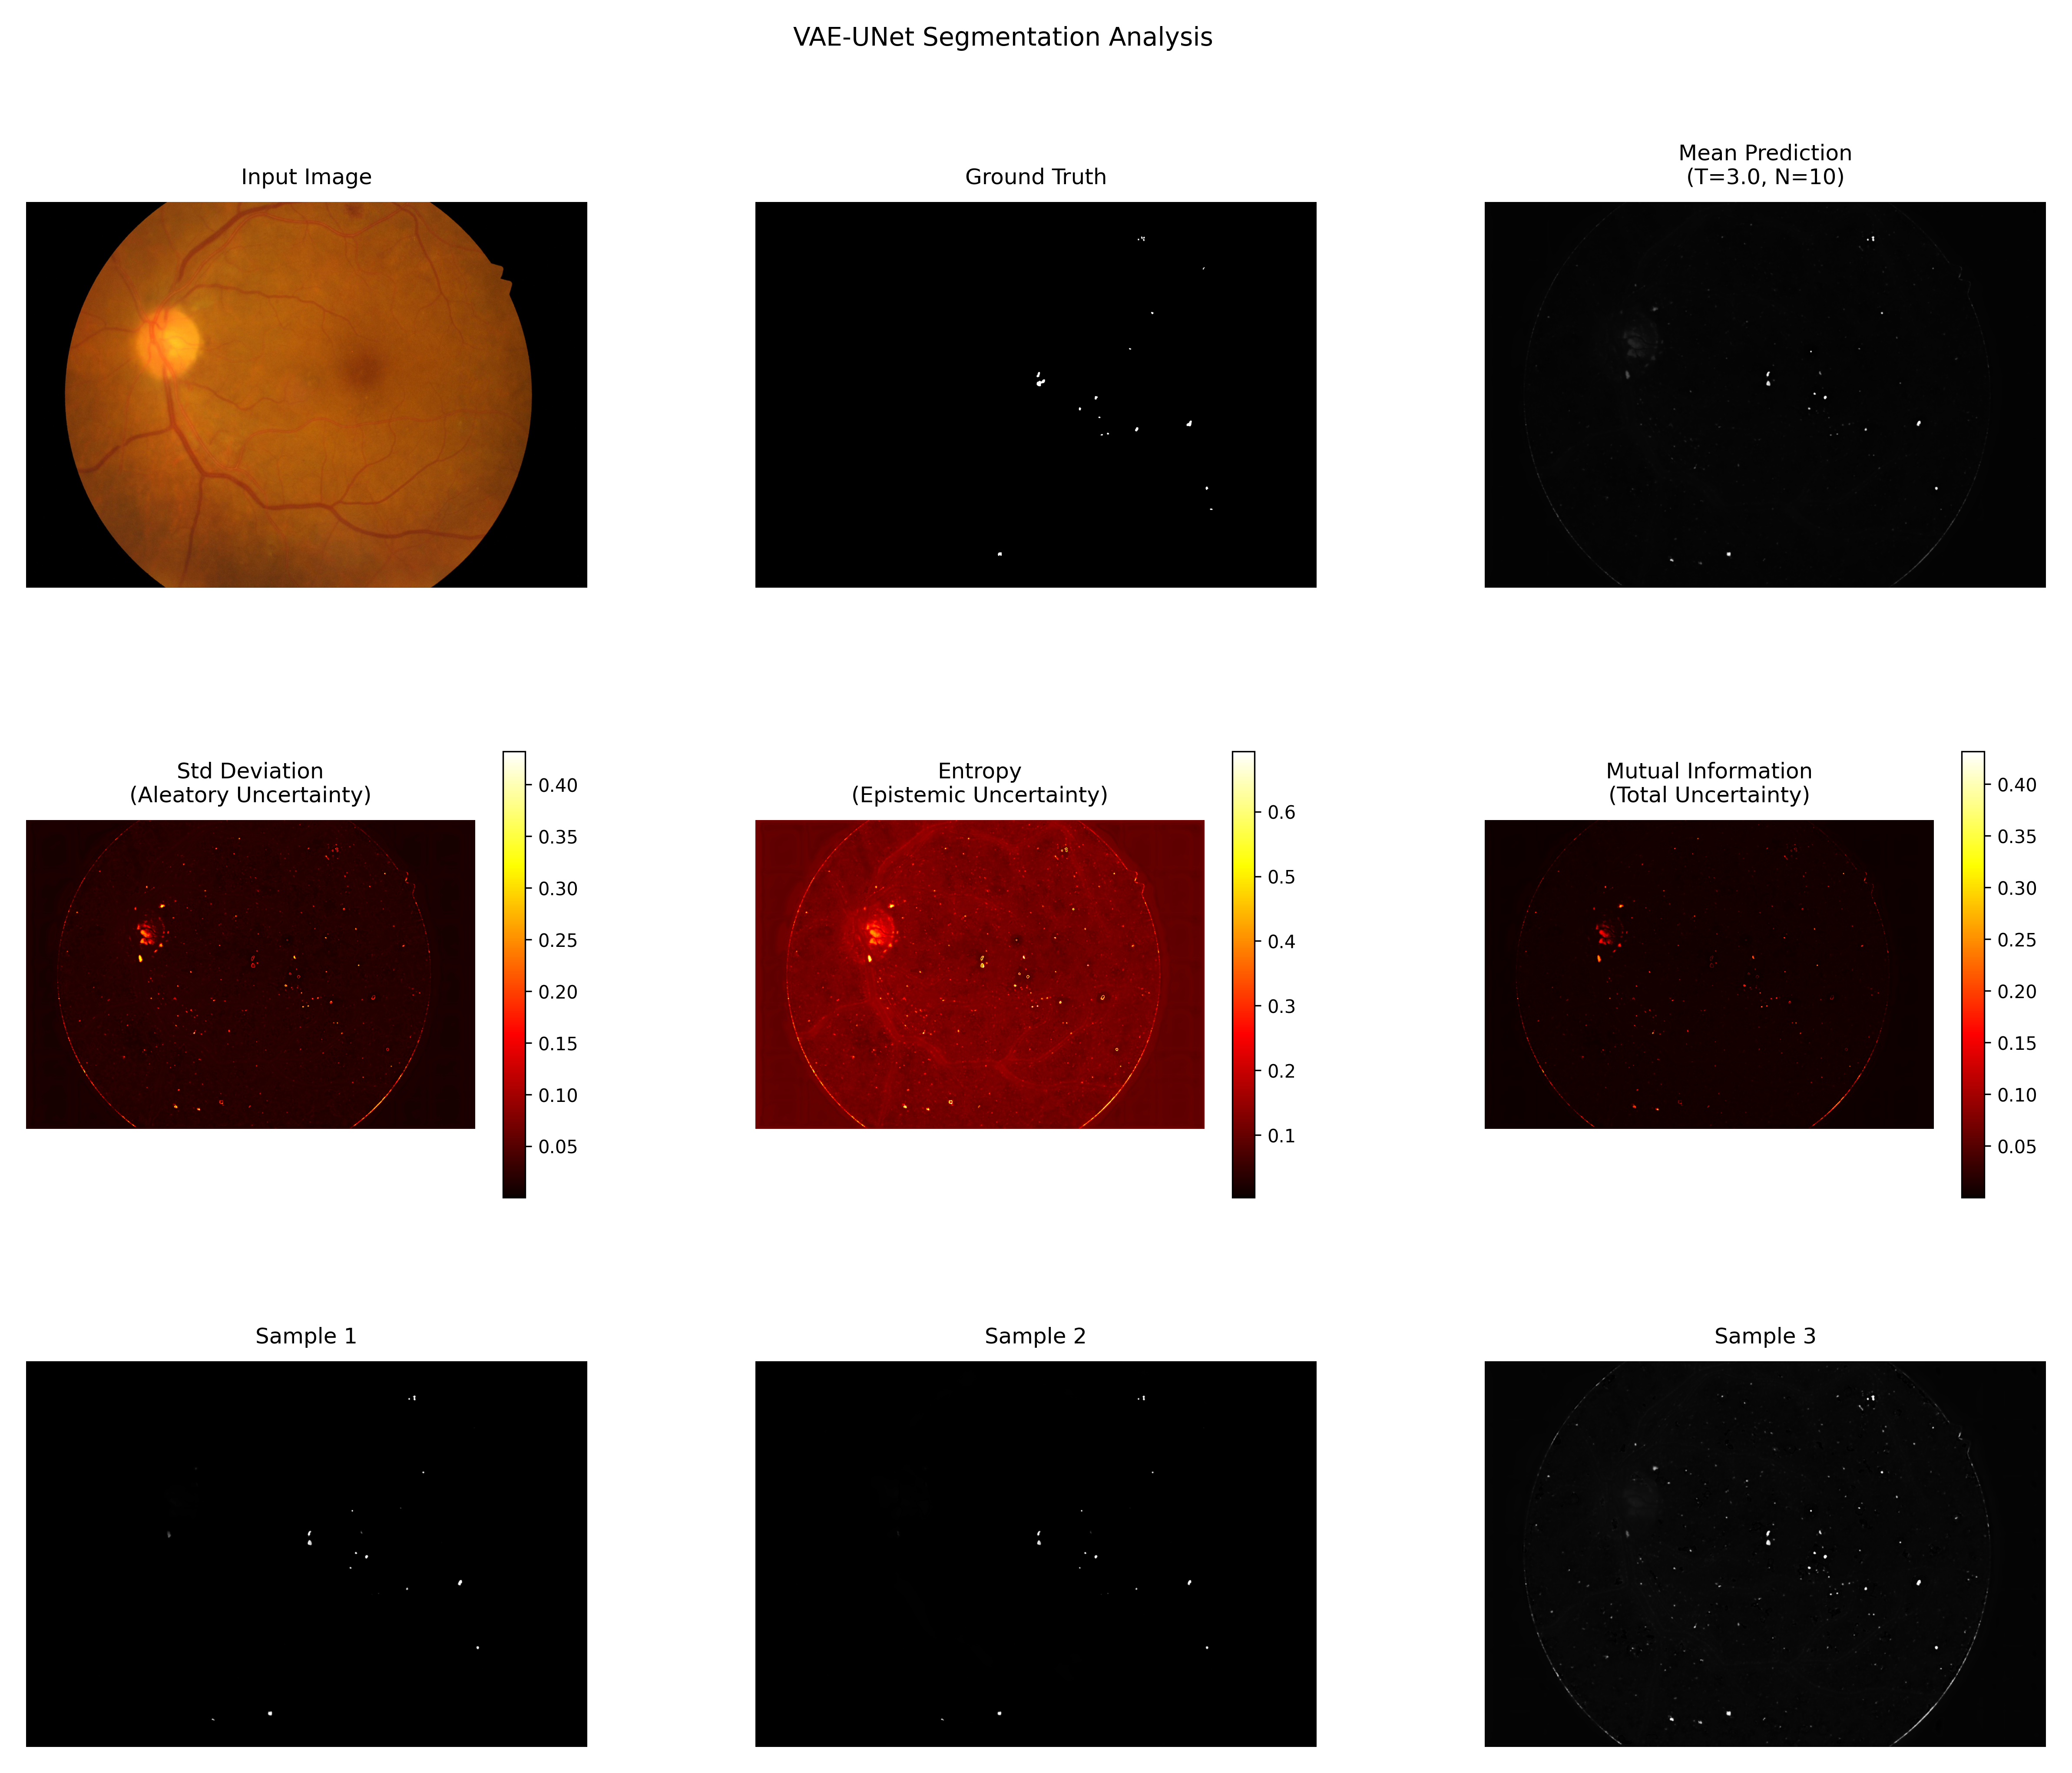 VAE-UNet Segmentation Analysis
Input Image
Ground Truth
Mean Prediction
(T=3.0, N=10)
Std Deviation
(Aleatory Uncertainty)
0.40
0.35
0.30
0.25
0.20
0.15
0.10
0.05
Entropy
(Epistemic Uncertainty)
0.6
0.5
0.4
0.3
0.2
0.1
Mutual Information
(Total Uncertainty)
0.40
0.35
0.30
0.25
0.20
0.15
0.10
0.05
Sample 1
Sample 2
Sample 3